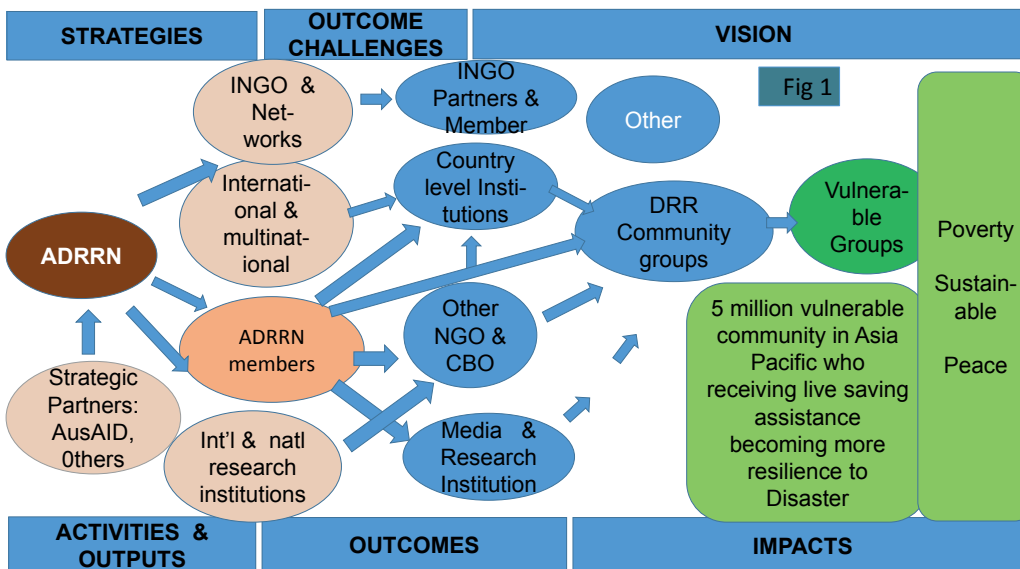 STRATEGIES
OUTCOME
CHALLENGES
VISION
Fig 1
INGO &
Net-
works
INGO
Partners &
Member
Other
Internati-
onal &
multinat-
ional
Country
level Insti-
tutions
DRR
Community
groups
Vulnera-
ble
Groups
Poverty
Sustain-
able
Peace
ADRRN
ADRRN
members
Other
NGO &
CBO
5 million vulnerable
community in Asia
Pacific who
receiving live saving
assistance
becoming more
resilience to
Disaster
Strategic
Partners:
AusAID,
0thers
Int'l & natl
research
institutions
Media &
Research
Institution
ACTIVITIES &
OUTPUTS
OUTCOMES
IMPACTS